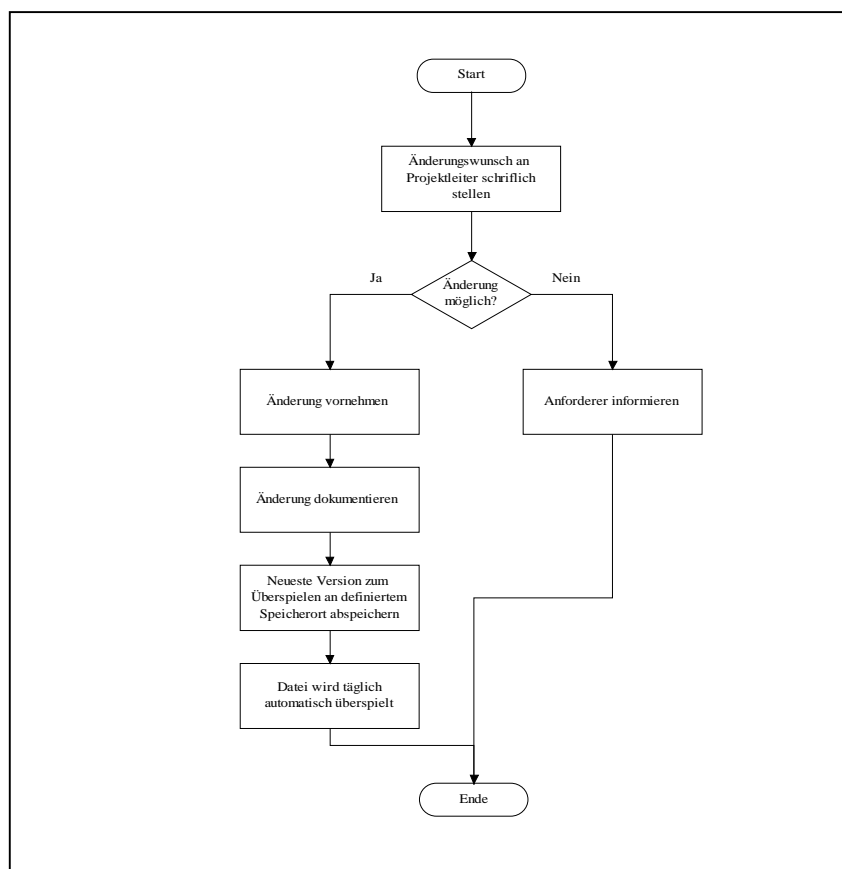 Start
Änderungswunsch an
Projektleiter schriflich
stellen
Änderung
möglich?
Ja
Nein
Änderung vornehmen
Anforderer informieren
Änderung dokumentieren
Neueste Version zum
Überspielen an definiertem
Speicherort abspeichern
Datei wird täglich
automatisch überspielt
Ende